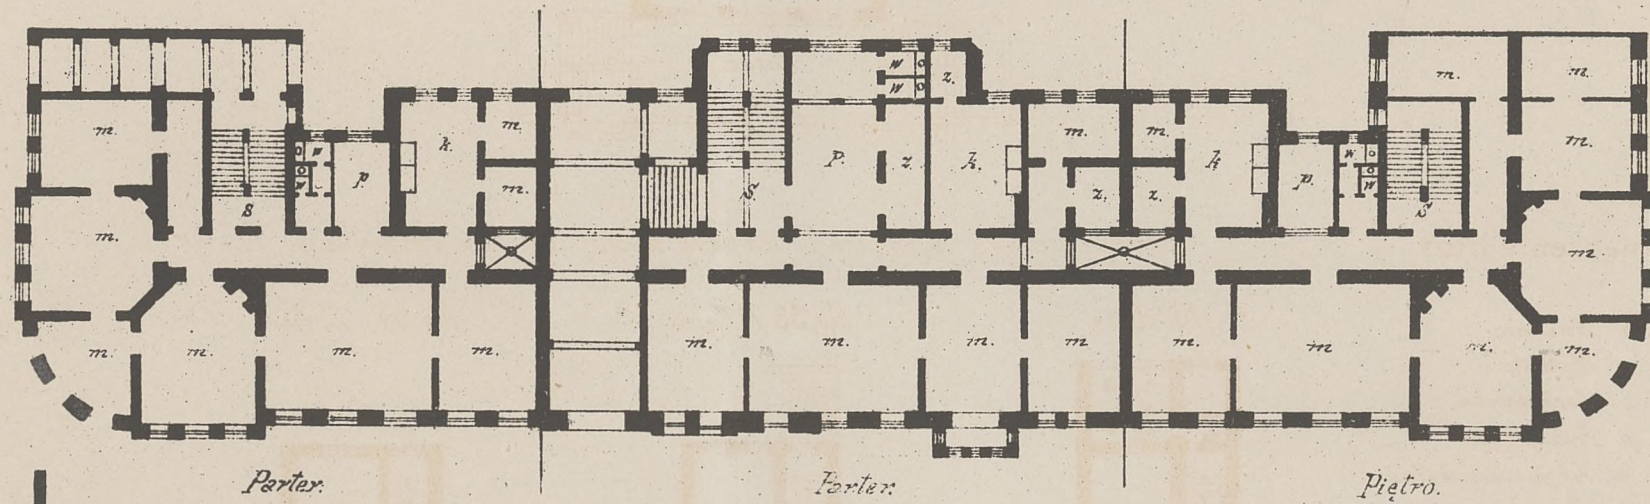 w z.
m. m.
w
m. k. m. m. m. k w m.
w p. P. z p.
w m. z. z. w
s S S
m. m
m. m. m. m. m. m. m. m m. m m. m.
Parter. Parter. Piętro.